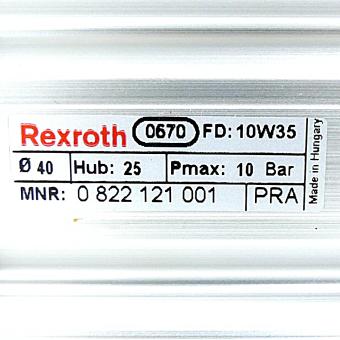 Rexroth 0670 FD: 10W35
Ø 40 Hub: 25 Pmax: 10 Bar
MNR: 0 822 121 001 PRA
Made in Hungary